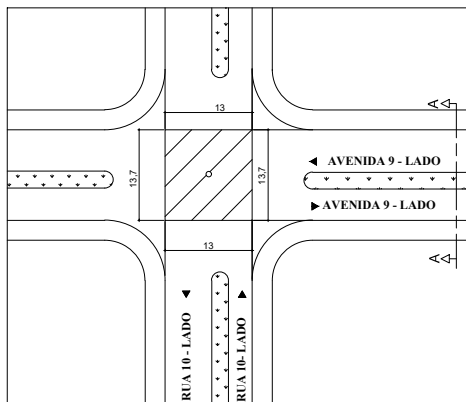 13
A
13,7
13,7
AVENIDA 9 - LADO
AVENIDA 9 - LADO
13
A
RUA 10 - LADO
RUA 10- LADO